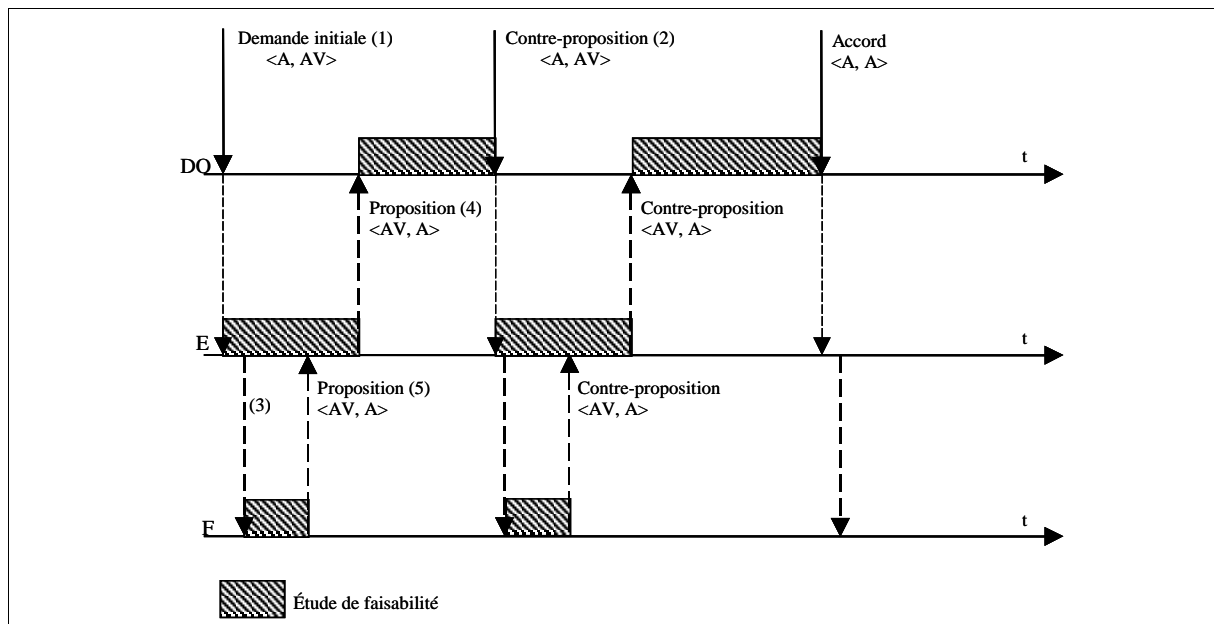 Demande initiale (1)
<A, AV>
Contre-proposition (2)
<A, AV>
Accord
<A, A>
DO
t
Proposition (4)
<AV, A>
Contre-proposition
<AV, A>
E
t
(3)
Proposition (5)
<AV, A>
Contre-proposition
<AV, A>
F
t
Étude de faisabilité